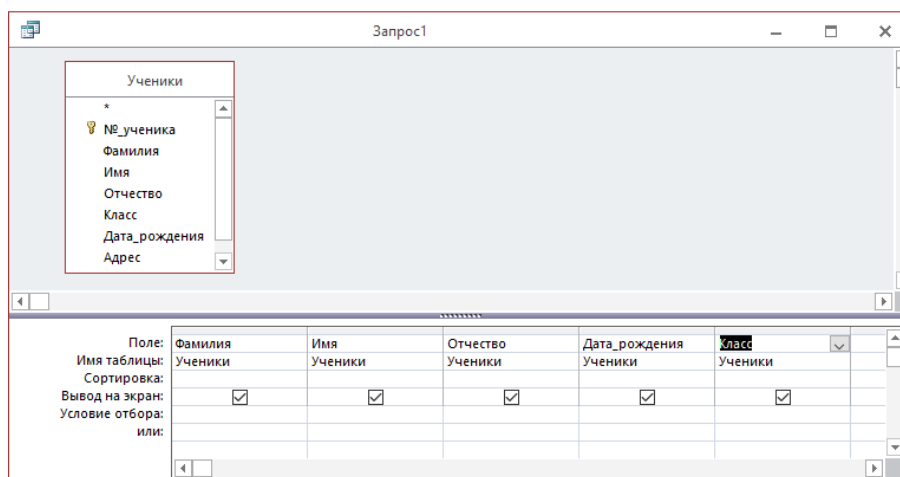 Запрос1
Ученики
*
№_ученика
Фамилия
Имя
Отчество
Класс
Дата_рождения
Адрес
Поле: Фамилия Имя Отчество Дата_рождения Класс
Имя таблицы: Ученики Ученики Ученики Ученики Ученики
Сортировка:
Вывод на экран:
Условие отбора:
или: